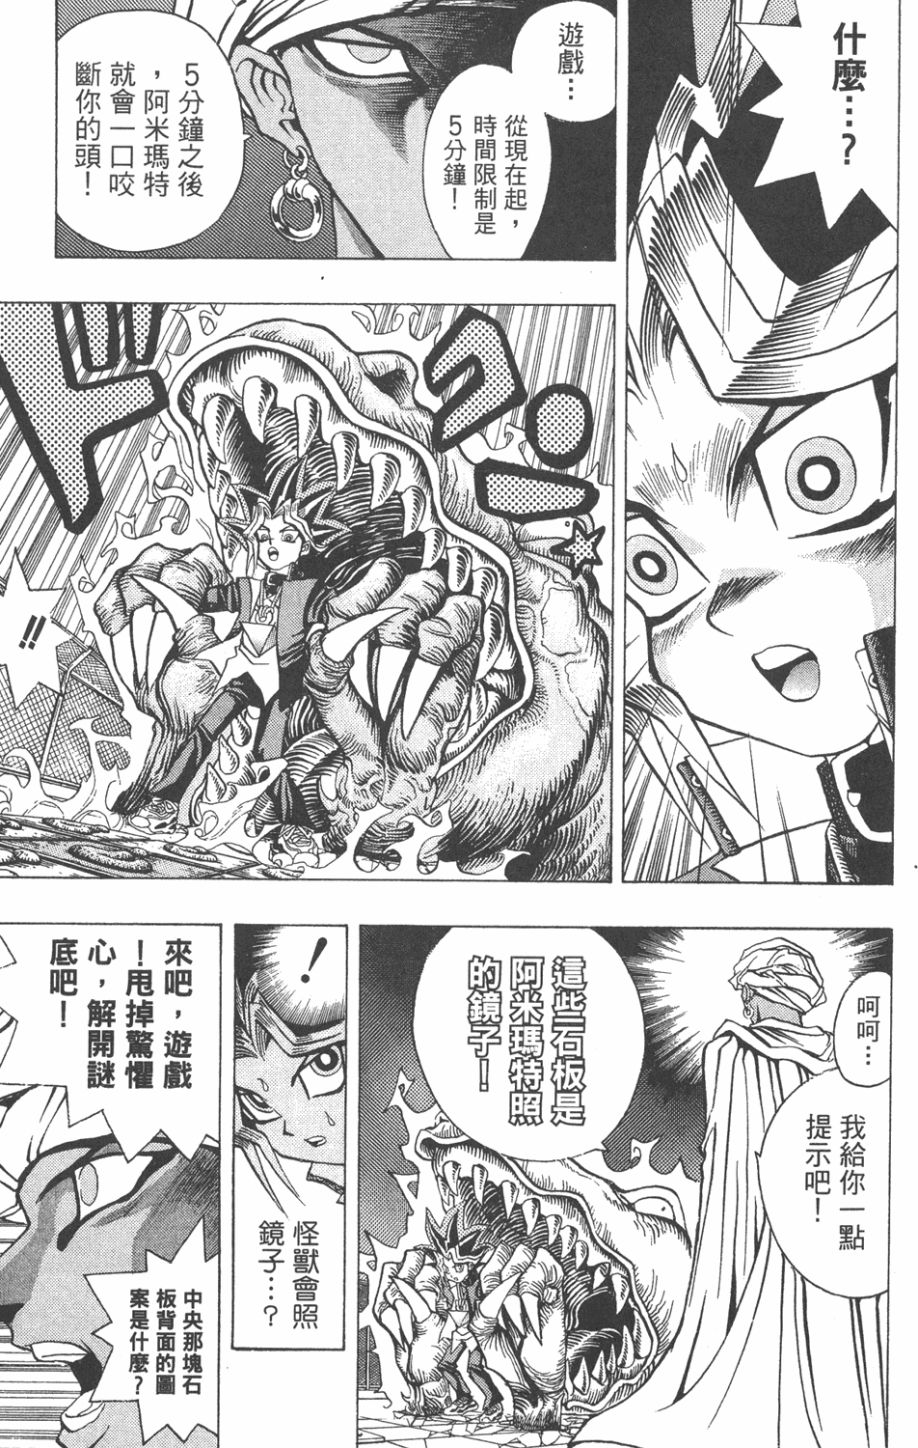 什麼…?
遊戲…
從現在起，
時間限制是
5分鐘！
5分鐘之後
，阿米瑪特
就會一口咬
斷你的頭！
ドクン
!!
呵呵…
我給你一點
提示吧！
這些石板是
阿米瑪特照
的鏡子！
!
怪獸會照
鏡子…?
來吧，遊戲
！甩掉驚懼
心，解開謎
底吧！
中央那塊石
板背面的圖
案是什麼?